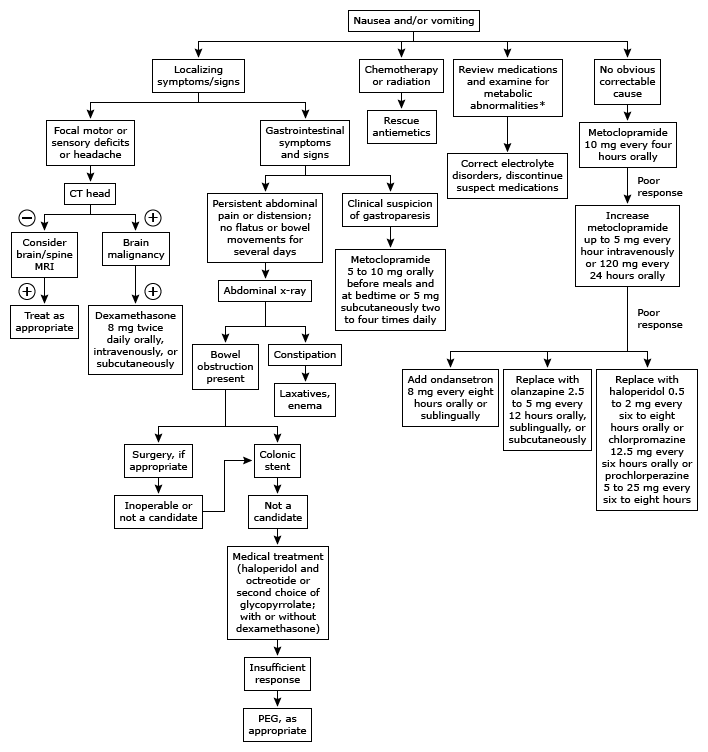 Nausea and/or vomiting
Localizing
symptoms/signs
Chemotherapy
or radiation
Review medications
and examine for
metabolic
abnormalities*
No obvious
correctable
cause
Focal motor or
sensory deficits
or headache
Gastrointestinal
symptoms
and signs
Rescue
antiemetics
Correct electrolyte
disorders, discontinue
suspect medications
Metoclopramide
10 mg every four
hours orally
Poor
response
CT head
Persistent abdominal
pain or distension;
no flatus or bowel
movements for
several days
Clinical suspicion
of gastroparesis
Increase
metoclopramide
up to 5 mg every
hour intravenously
or 120 mg every
24 hours orally
−
+
Consider
brain/spine
MRI
Brain
malignancy
Metoclopramide
5 to 10 mg orally
before meals and
at bedtime or 5 mg
subcutaneously two
to four times daily
+
+
Abdominal x-ray
Treat as
appropriate
Dexamethasone
8 mg twice
daily orally,
intravenously, or
subcutaneously
Poor
response
Bowel
obstruction
present
Constipation
Laxatives,
enema
Add ondansetron
8 mg every eight
hours orally or
sublingually
Replace with
olanzapine 2.5
to 5 mg every
12 hours orally,
sublingually, or
subcutaneously
Replace with
haloperidol 0.5
to 2 mg every
six to eight
hours orally or
chlorpromazine
12.5 mg every
six hours orally or
prochlorperazine
5 to 25 mg every
six to eight hours
Surgery, if
appropriate
Colonic
stent
Inoperable or
not a candidate
Not a
candidate
Medical treatment
(haloperidol and
octreotide or
second choice of
glycopyrrolate;
with or without
dexamethasone)
Insufficient
response
PEG, as
appropriate